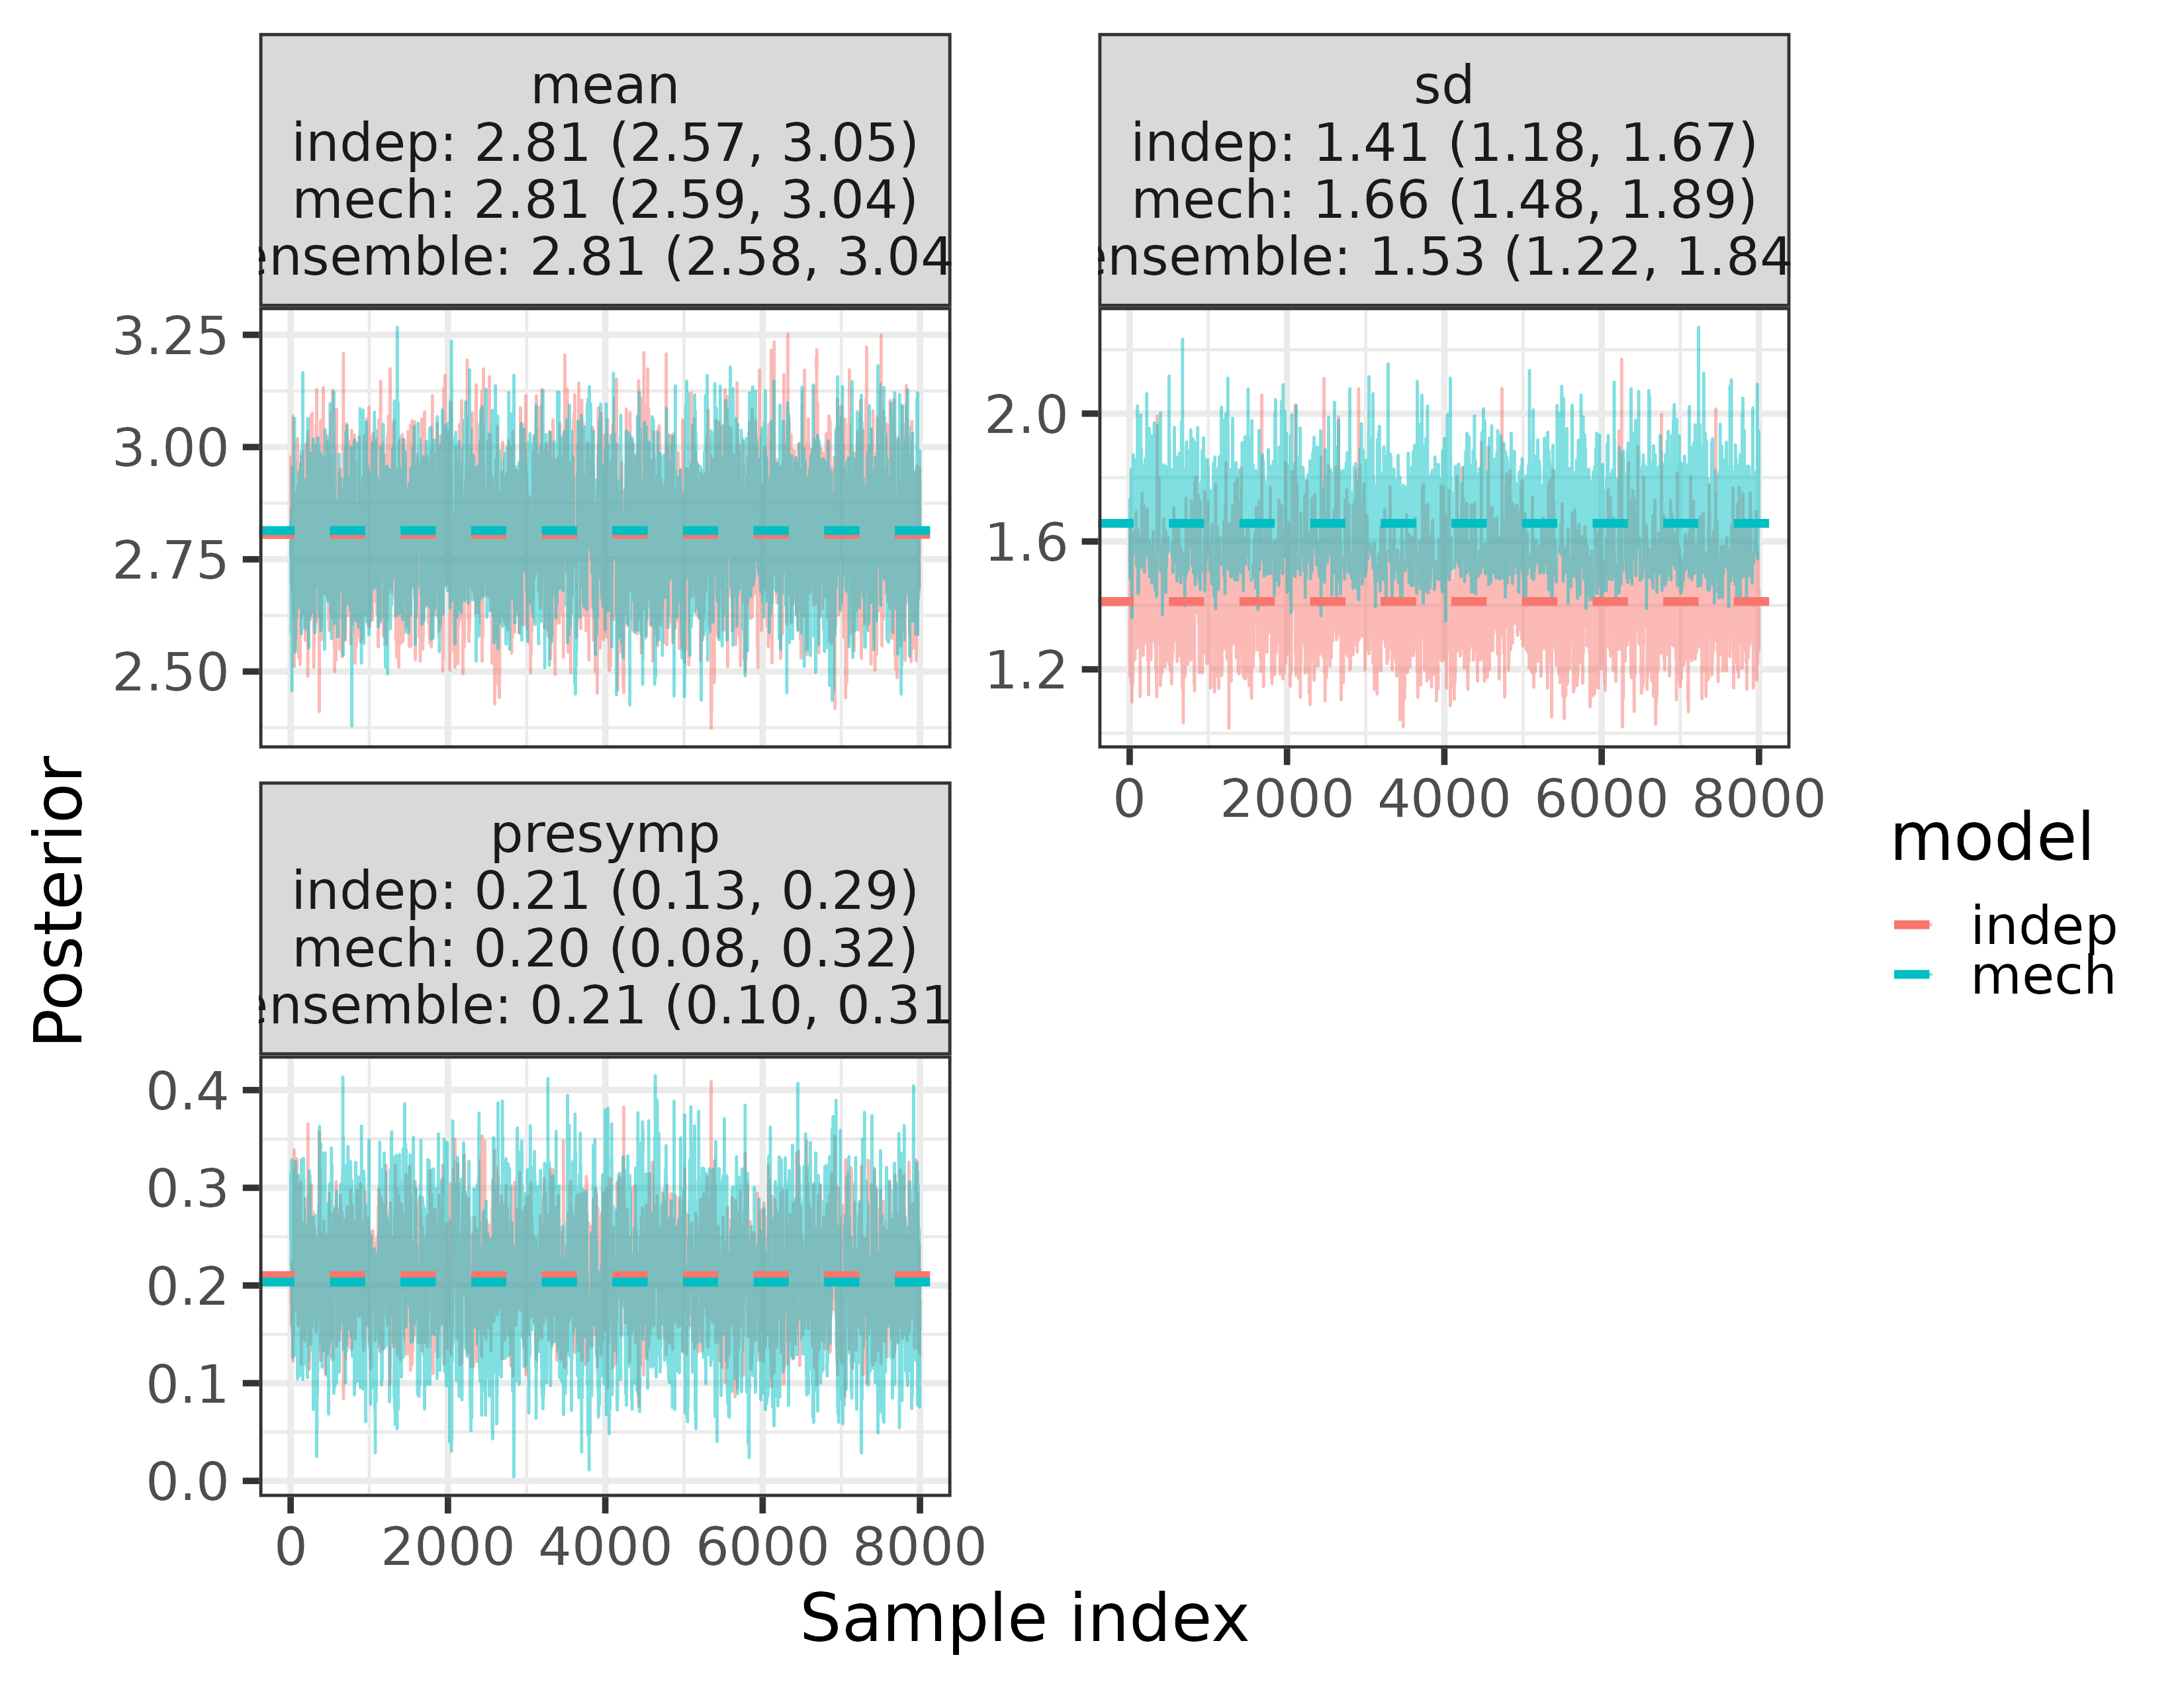 mean
indep: 2.81 (2.57, 3.05)
mech: 2.81 (2.59, 3.04)
ensemble: 2.81 (2.58, 3.04
sd
indep: 1.41 (1.18, 1.67)
mech: 1.66 (1.48, 1.89)
ensemble: 1.53 (1.22, 1.84
3.25
3.00
2.75
2.50
2.0
1.6
1.2
0 2000 4000 6000 8000
presymp
indep: 0.21 (0.13, 0.29)
mech: 0.20 (0.08, 0.32)
ensemble: 0.21 (0.10, 0.31
0.4
0.3
0.2
0.1
0.0
0 2000 4000 6000 8000
Posterior
Sample index
model
indep
mech